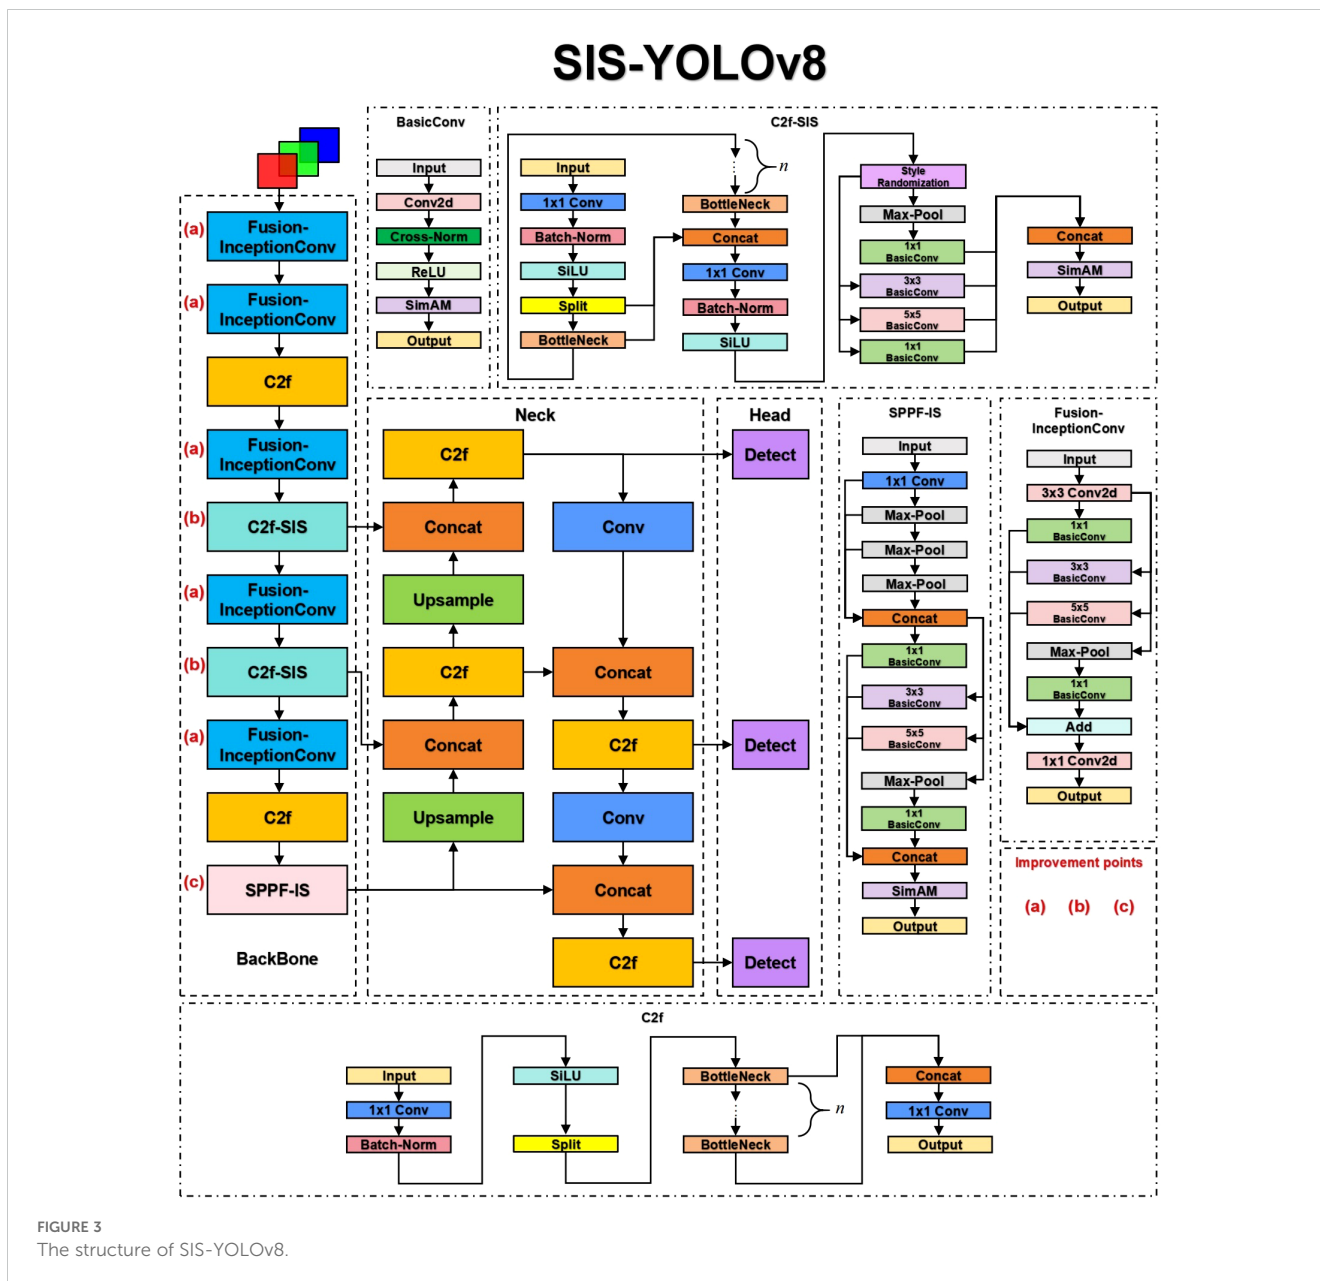 SIS-YOLOv8
BasicConv
Input
Conv2d
Cross-Norm
ReLU
SimAM
Output
C2f-SIS
Input
1x1 Conv
Batch-Norm
SiLU
Split
BottleNeck
n
BottleNeck
Concat
1x1 Conv
Batch-Norm
SiLU
Style
Randomization
Max-Pool
1x1
BasicConv
3x3
BasicConv
5x5
BasicConv
1x1
BasicConv
Concat
SimAM
Output
(a)
Fusion-
InceptionConv
(a)
Fusion-
InceptionConv
C2f
(a)
Fusion-
InceptionConv
(b)
C2f-SIS
(a)
Fusion-
InceptionConv
(b)
C2f-SIS
(a)
Fusion-
InceptionConv
C2f
(c)
SPPF-IS
BackBone
Neck
C2f
Concat
Upsample
C2f
Concat
Upsample
Conv
Concat
C2f
Conv
Concat
C2f
Head
Detect
Detect
Detect
SPPF-IS
Input
1x1 Conv
Max-Pool
Max-Pool
Max-Pool
Concat
1x1
BasicConv
3x3
BasicConv
5x5
BasicConv
Max-Pool
1x1
BasicConv
Concat
SimAM
Output
Fusion-
InceptionConv
Input
3x3 Conv2d
1x1
BasicConv
3x3
BasicConv
5x5
BasicConv
Max-Pool
1x1
BasicConv
Add
1x1 Conv2d
Output
Improvement points
(a) (b) (c)
C2f
Input
1x1 Conv
Batch-Norm
SiLU
Split
BottleNeck
n
BottleNeck
Concat
1x1 Conv
Output
FIGURE 3
The structure of SIS-YOLOv8.